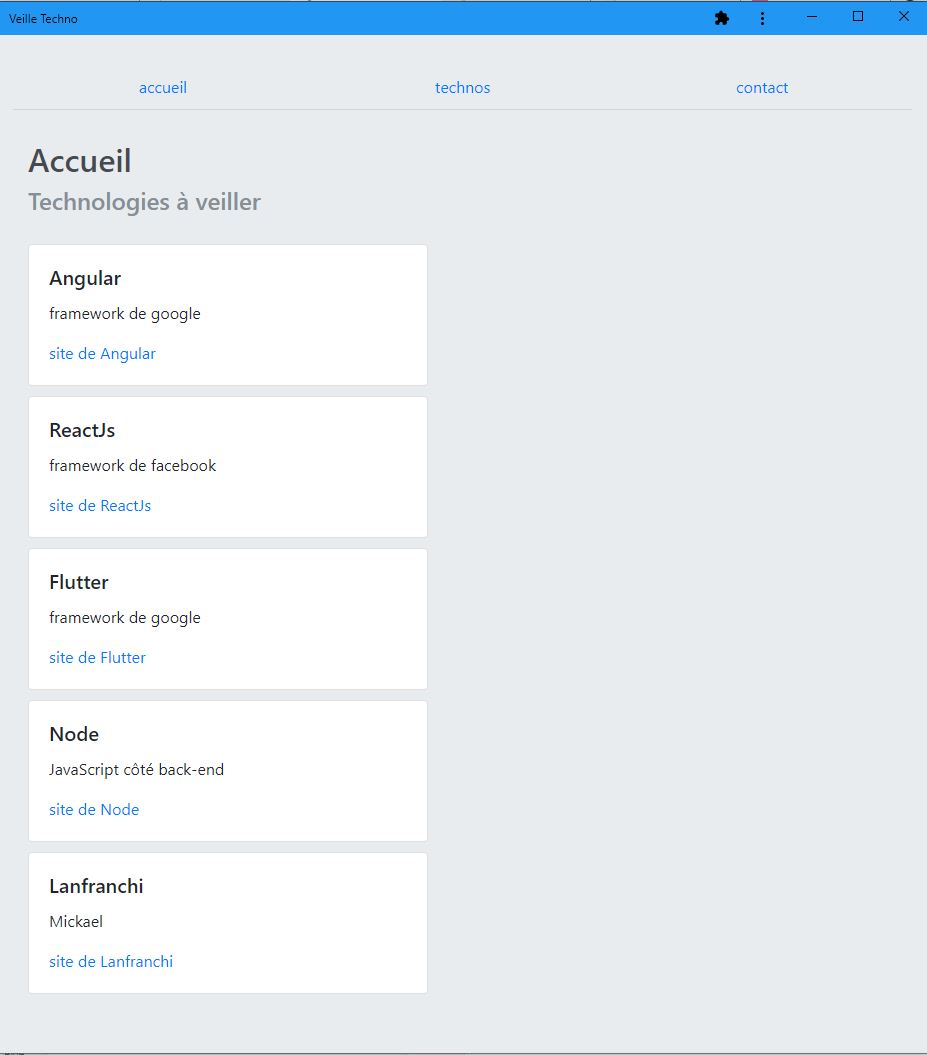 Veille Techno
accueil technos contact
Accueil
Technologies à veiller
Angular
framework de google
site de Angular
ReactJs
framework de facebook
site de ReactJs
Flutter
framework de google
site de Flutter
Node
JavaScript côté back-end
site de Node
Lanfranchi
Mickael
site de Lanfranchi